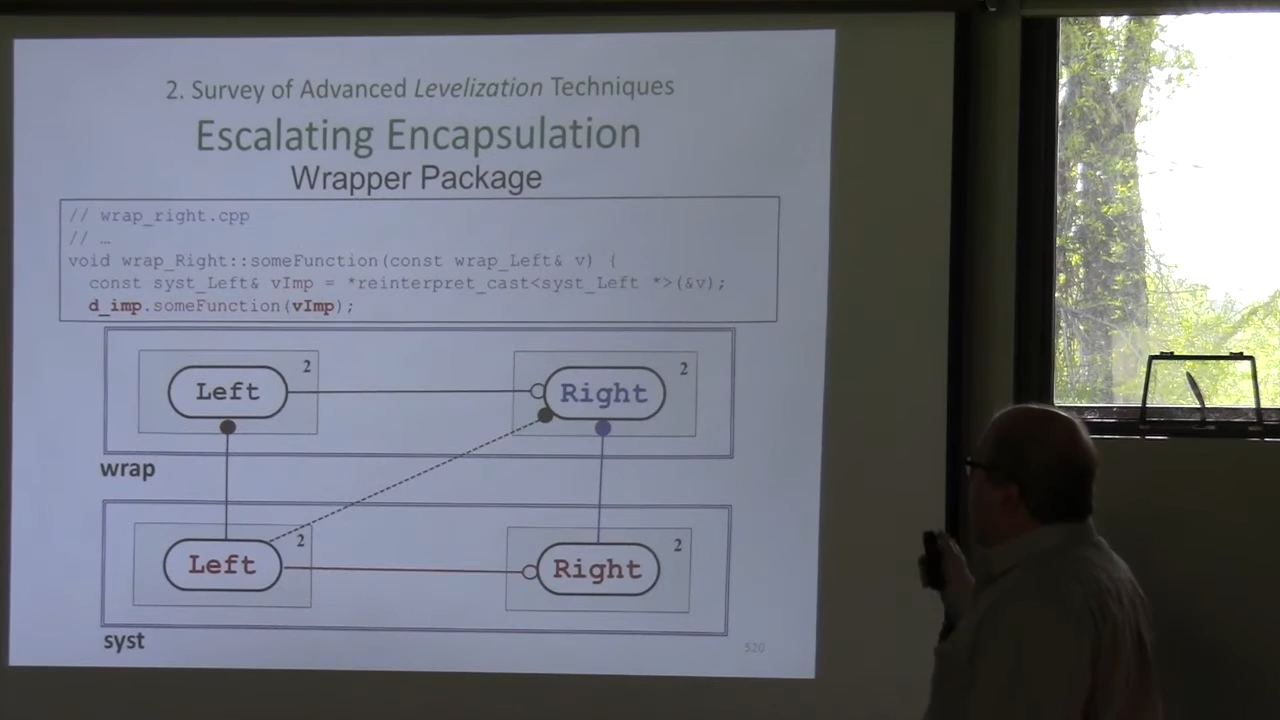 2. Survey of Advanced Levelization Techniques
Escalating Encapsulation
Wrapper Package
// wrap_right.cpp
// …
void wrap_Right::someFunction(const wrap_Left& v) {
const syst_Left& vImp = *reinterpret_cast<syst_Left *>(&v);
d_imp.someFunction(vImp);
2
2
Left
Right
wrap
2
2
Left
Right
syst
520